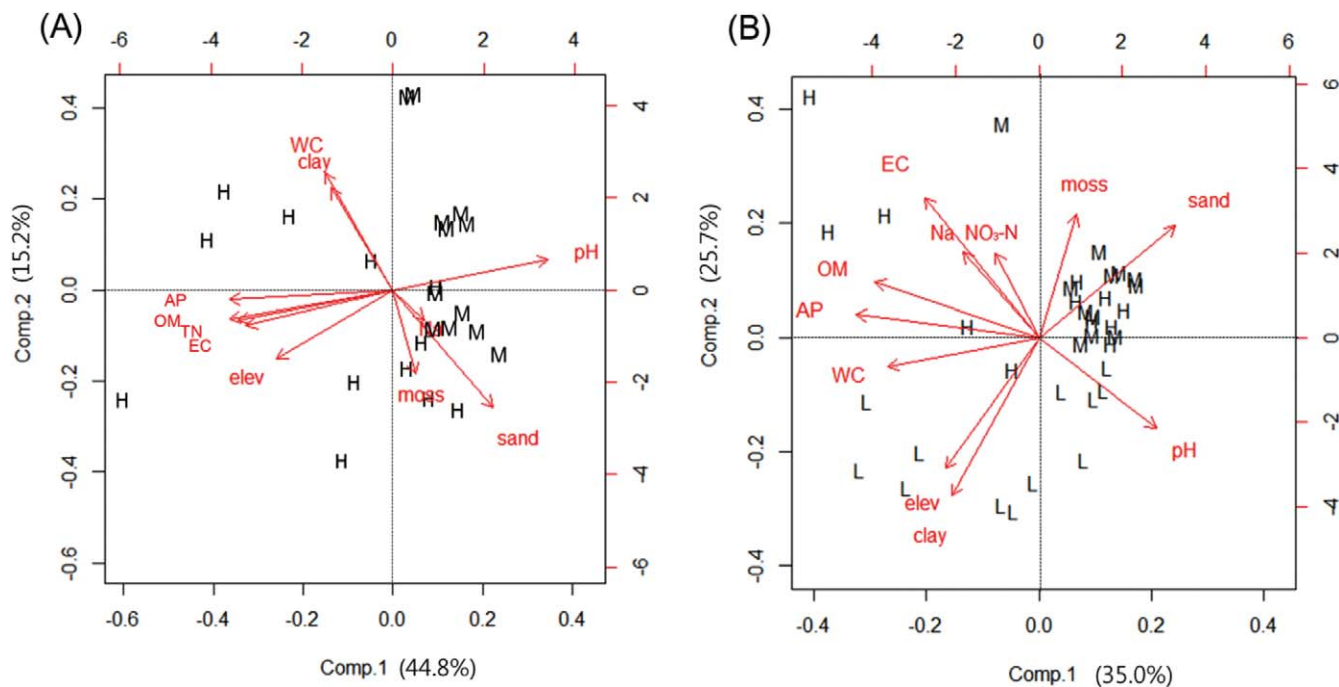 (A)
-6 -4 -2 0 2 4
Comp.2 (15.2%)
0.4
0.2
0.0
-0.2
-0.4
-0.6
4
2
0
-2
-4
-6
M M
WC
clay
H
H
H
M M
M M
H
pH
AP
OM TN
EC
elev
moss
sand
M
M
M
M M M
M
H
H
H
H
H
H
H
-0.6 -0.4 -0.2 0.0 0.2 0.4
Comp.1 (44.8%)
(B)
-4 -2 0 2 4 6
Comp.2 (25.7%)
0.4
0.2
0.0
-0.2
-0.4
6
4
2
0
-2
-4
H
M
EC
moss
sand
H
H
Na NO₃-N
OM
AP
WC
elev
clay
pH
M
M M M
M H M
H H
M M H
H M H
M M
M H
H
L
L L L
L
L
L
L
L
L
L L
-0.4 -0.2 0.0 0.2 0.4
Comp.1 (35.0%)